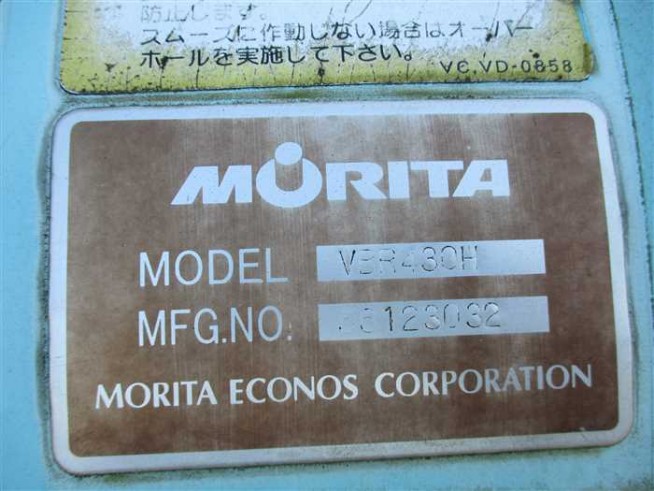 防止します。
スムーズに作動しない場合はオーバー
ホールを実施して下さい。
VC.VD-0858
MORITA
MODEL VBR430H
MFG.NO.
MORITA ECONOS CORPORATION